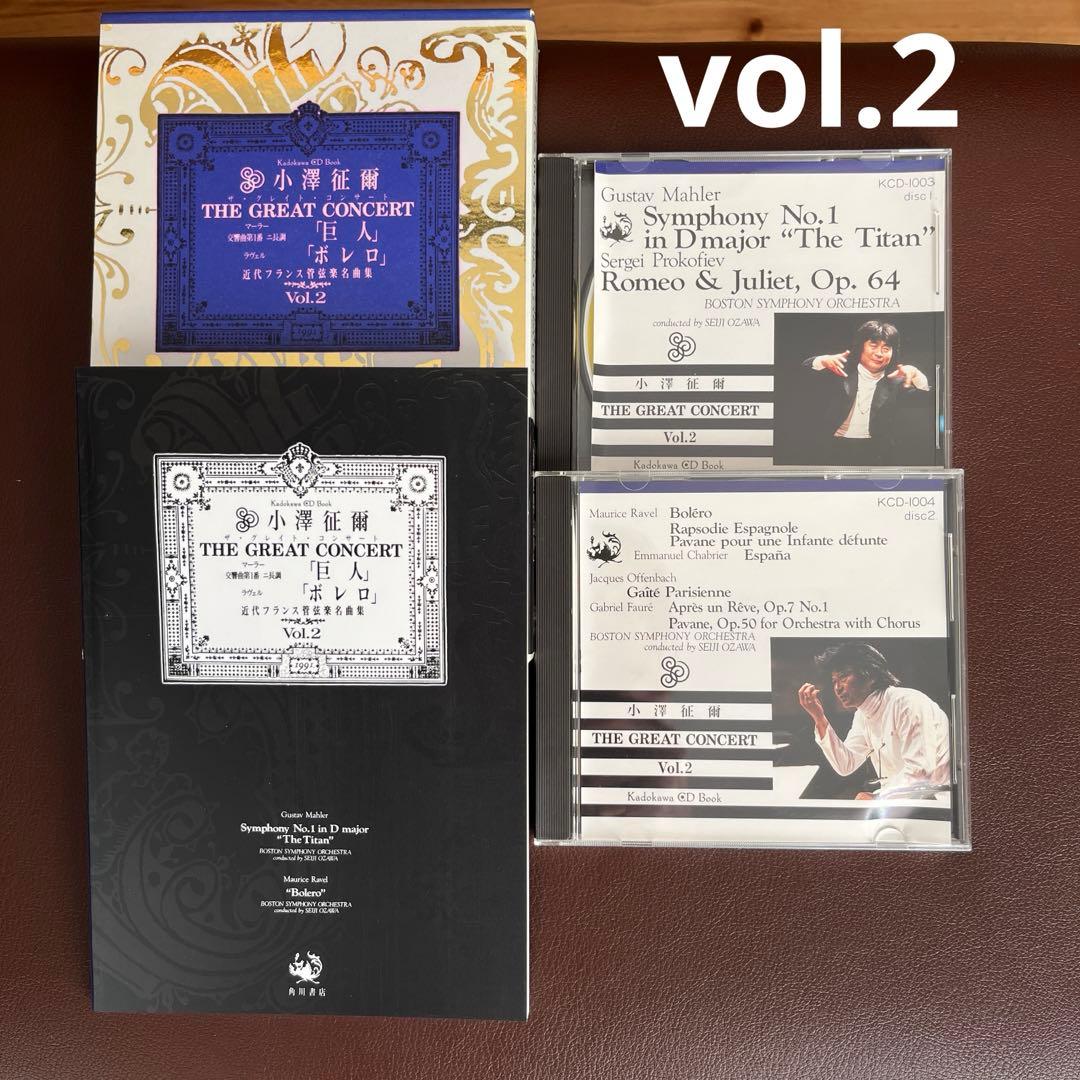 vol.2
Kadokawa CD Book
小澤征爾
ザ・グレイト・コンサート
THE GREAT CONCERT
マーラー
交響曲第1番 ニ長調
「巨人」
ラヴェル
「ボレロ」
近代フランス管弦楽名曲集
Vol.2
1991
Kadokawa CD Book
小澤征爾
ザ・グレイト・コンサート
THE GREAT CONCERT
マーラー
交響曲第1番 ニ長調
「巨人」
ラヴェル
「ボレロ」
近代フランス管弦楽名曲集
Vol.2
1991
Gustav Mahler
Symphony No.1 in D major
“The Titan”
BOSTON SYMPHONY ORCHESTRA
conducted by SEIJI OZAWA
Maurice Ravel
“Bolero”
BOSTON SYMPHONY ORCHESTRA
conducted by SEIJI OZAWA
角川書店
KCD-1003
disc1
Gustav Mahler
Symphony No.1
in D major “The Titan”
Sergei Prokofiev
Romeo & Juliet, Op. 64
BOSTON SYMPHONY ORCHESTRA
conducted by SEIJI OZAWA
小澤征爾
THE GREAT CONCERT
Vol.2
Kadokawa CD Book
KCD-1004
disc2
Maurice Ravel Boléro
Rapsodie Espagnole
Pavane pour une Infante défunte
Emmanuel Chabrier España
Jacques Offenbach
Gaîté Parisienne
Gabriel Fauré Après un Rêve, Op.7 No.1
Pavane, Op.50 for Orchestra with Chorus
BOSTON SYMPHONY ORCHESTRA
conducted by SEIJI OZAWA
小澤征爾
THE GREAT CONCERT
Vol.2
Kadokawa CD Book